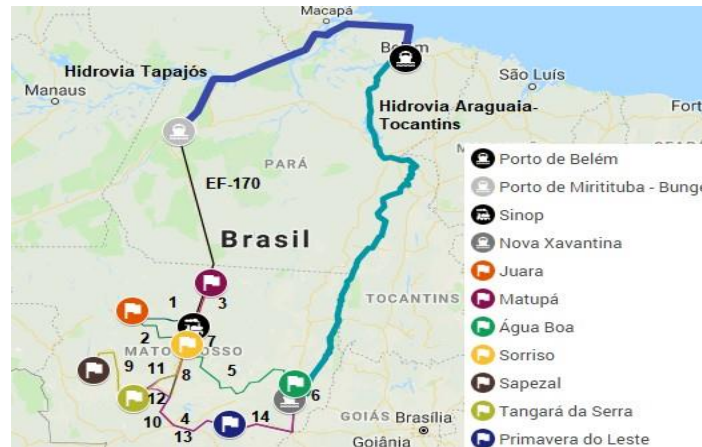 Macapá
Belém
Hidrovia Tapajós
Manaus
São Luís
Hidrovia Araguaia-
Tocantins
PARÁ
EF-170
Brasil
TOCANTINS
MATO GROSSO
GOIÁS
Brasília
Goiânia
1
3
2
7
9
11
8
5
6
12
10
4
13
14
Porto de Belém
Porto de Miritituba - Bunge
Sinop
Nova Xavantina
Juara
Matupá
Água Boa
Sorriso
Sapezal
Tangará da Serra
Primavera do Leste